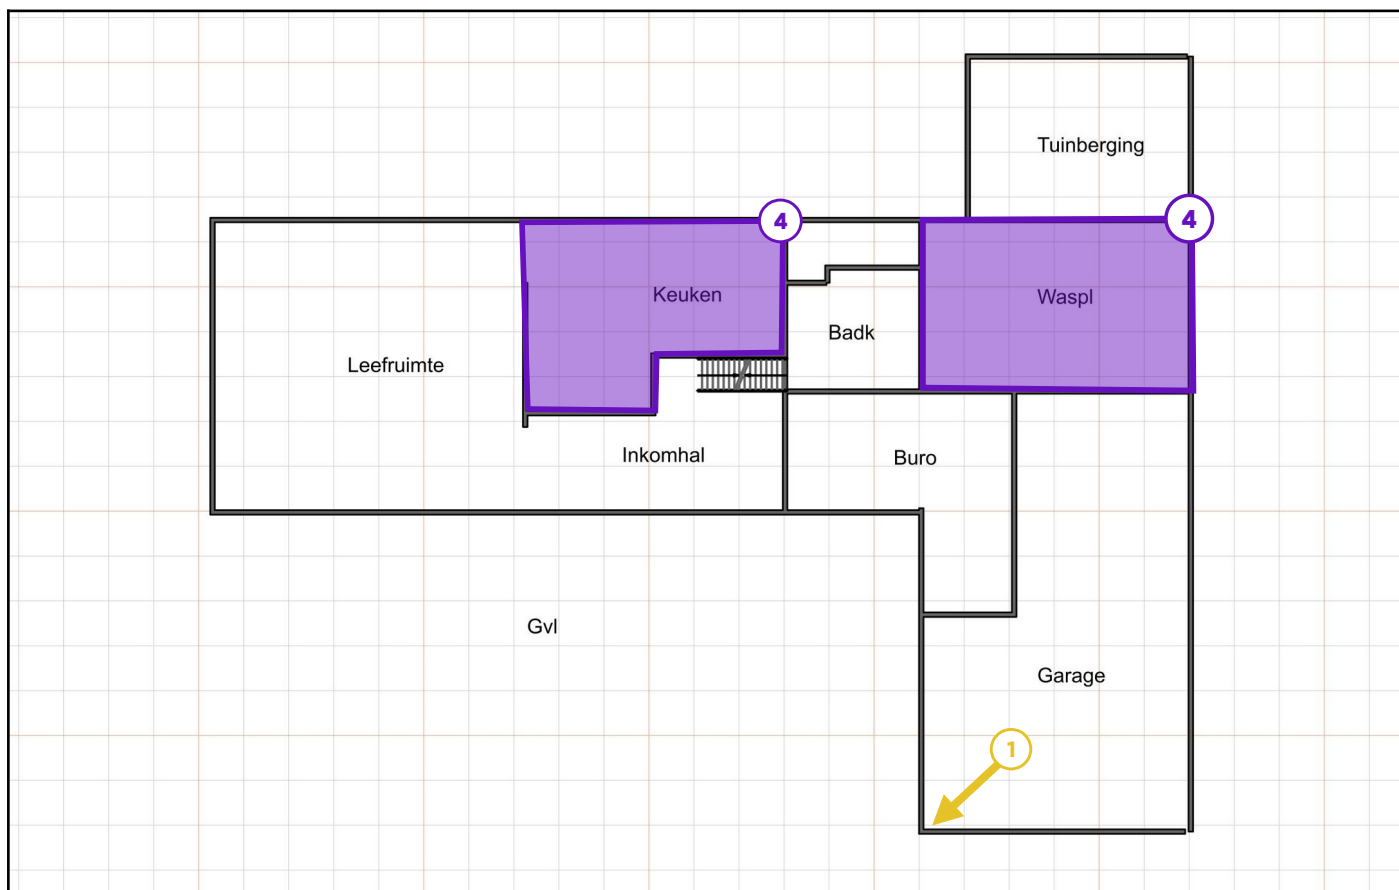 Tuinberging
4
4
Keuken
Waspl
Badk
Leefruimte
Inkomhal
Buro
Gvl
Garage
1